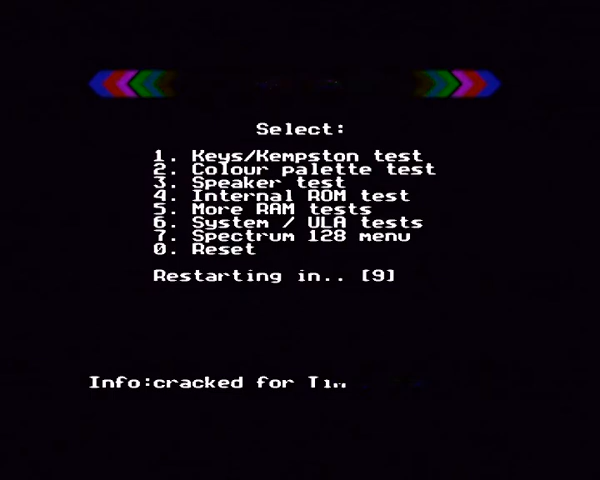 Select:
1. Keys/Kempston test
2. Colour palette test
3. Speaker test
4. Internal ROM test
5. More RAM tests
6. System / ULA tests
7. Spectrum 128 menu
0. Reset
Restarting in.. [9]
Info:cracked for